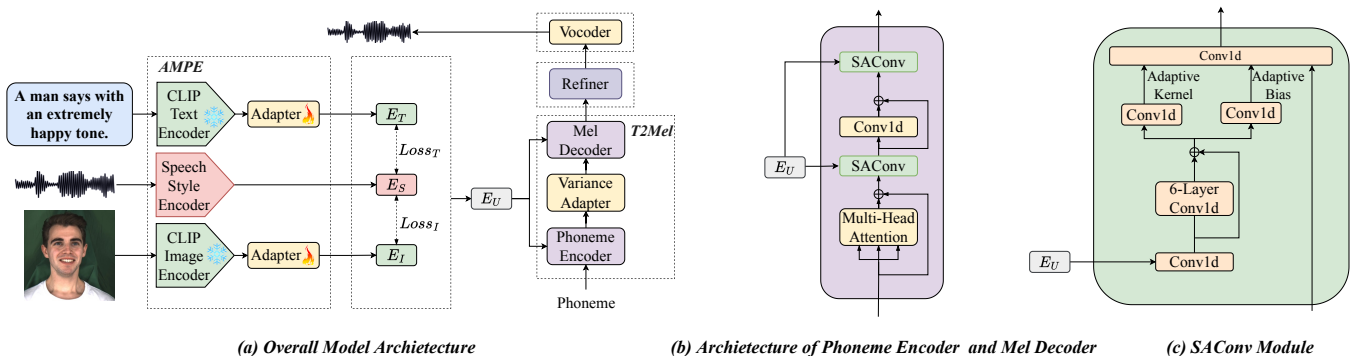 A man says with
an extremely
happy tone.
AMPE
CLIP
Text
Encoder
Adapter
E_T
Loss_T
Speech
Style
Encoder
E_S
Loss_I
CLIP
Image
Encoder
Adapter
E_I
E_U
Vocoder
Refiner
T2Mel
Mel
Decoder
Variance
Adapter
Phoneme
Encoder
Phoneme
(a) Overall Model Archietecture
SAConv
Conv1d
E_U
SAConv
Multi-Head
Attention
(b) Archietecture of Phoneme Encoder and Mel Decoder
Conv1d
Adaptive
Kernel
Adaptive
Bias
Conv1d
Conv1d
6-Layer
Conv1d
E_U
Conv1d
(c) SAConv Module